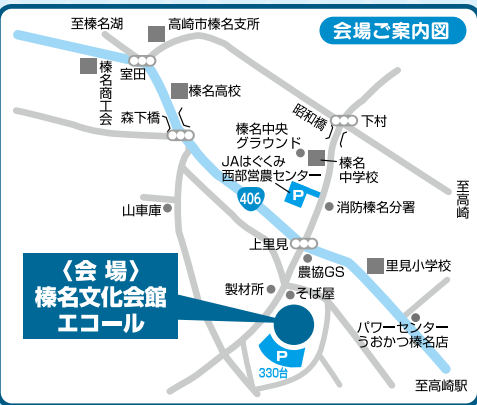 至榛名湖
高崎市榛名支所
会場ご案内図
室田
榛名商工会
榛名高校
森下橋
昭和橋
下村
榛名中央
グラウンド
榛名
中学校
JAはぐくみ
西部営農センター
P
至高崎
406
山車庫
消防榛名分署
上里見
農協GS
里見小学校
〈会 場〉
榛名文化会館
エコール
製材所
そば屋
P
330台
パワーセンター
うおかつ榛名店
至高崎駅